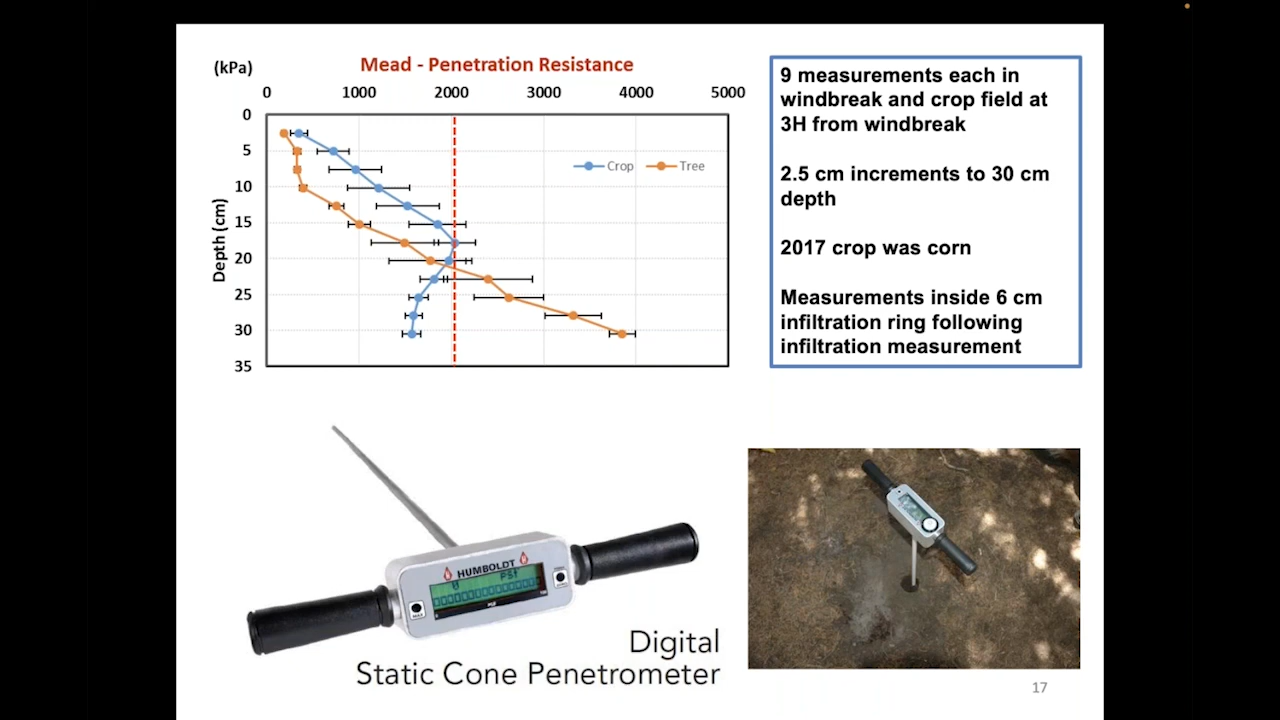 (kPa)
Mead - Penetration Resistance
0 1000 2000 3000 4000 5000
0
5
10
15
20
25
30
35
Depth (cm)
Crop Tree
9 measurements each in
windbreak and crop field at
3H from windbreak
2.5 cm increments to 30 cm
depth
2017 crop was corn
Measurements inside 6 cm
infiltration ring following
infiltration measurement
HUMBOLDT
PSI
MAX
Digital
Static Cone Penetrometer
17